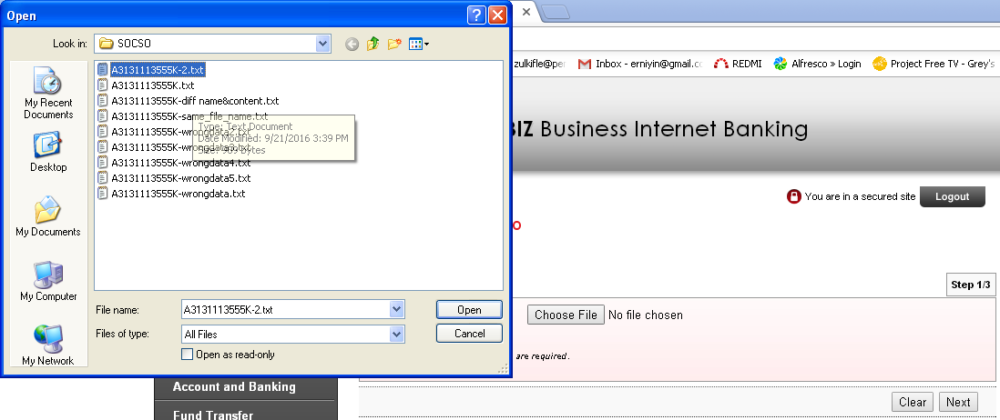 Open
Look in:
SOCSO
My Recent
Documents
Desktop
My Documents
My Computer
My Network
A3131113555K-2.txt
A3131113555K.txt
A3131113555K-diff name&content.txt
A3131113555K-same_file_name.txt
A3131113555K-wrongdata2.txt
A3131113555K-wrongdata3.txt
A3131113555K-wrongdata4.txt
A3131113555K-wrongdata5.txt
A3131113555K-wrongdata.txt
Type: Text Document
Date Modified: 9/21/2016 3:39 PM
Size: 909 bytes
File name:
A3131113555K-2.txt
Open
Files of type:
All Files
Cancel
Open as read-only
zulkifle@per
Inbox - erniyin@gmail.co
REDMI
Alfresco » Login
Project Free TV - Grey's
BIZ Business Internet Banking
You are in a secured site
Logout
o
Step 1/3
Choose File No file chosen
are required.
Clear
Next
Account and Banking
Fund Transfer